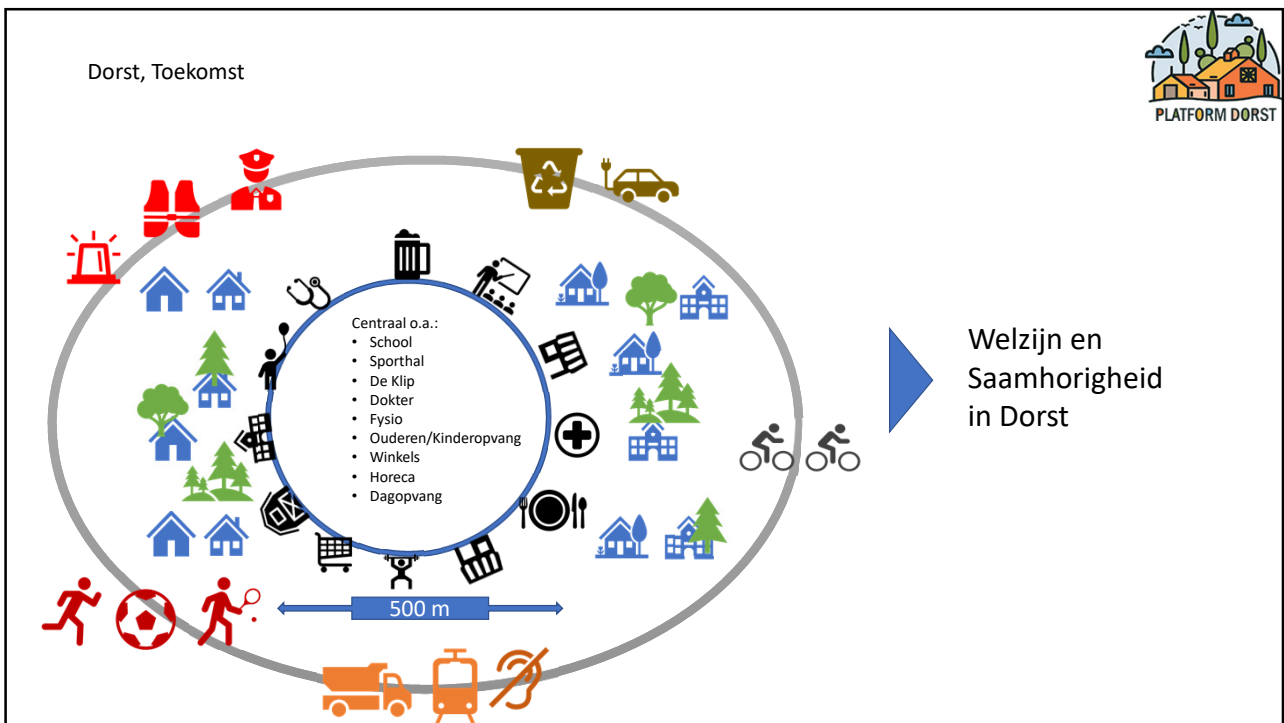 Dorst, Toekomst
PLATFORM DORST
Centraal o.a.:
• School
• Sporthal
• De Klip
• Dokter
• Fysio
• Ouderen/Kinderopvang
• Winkels
• Horeca
• Dagopvang
500 m
Welzijn en
Saamhorigheid
in Dorst